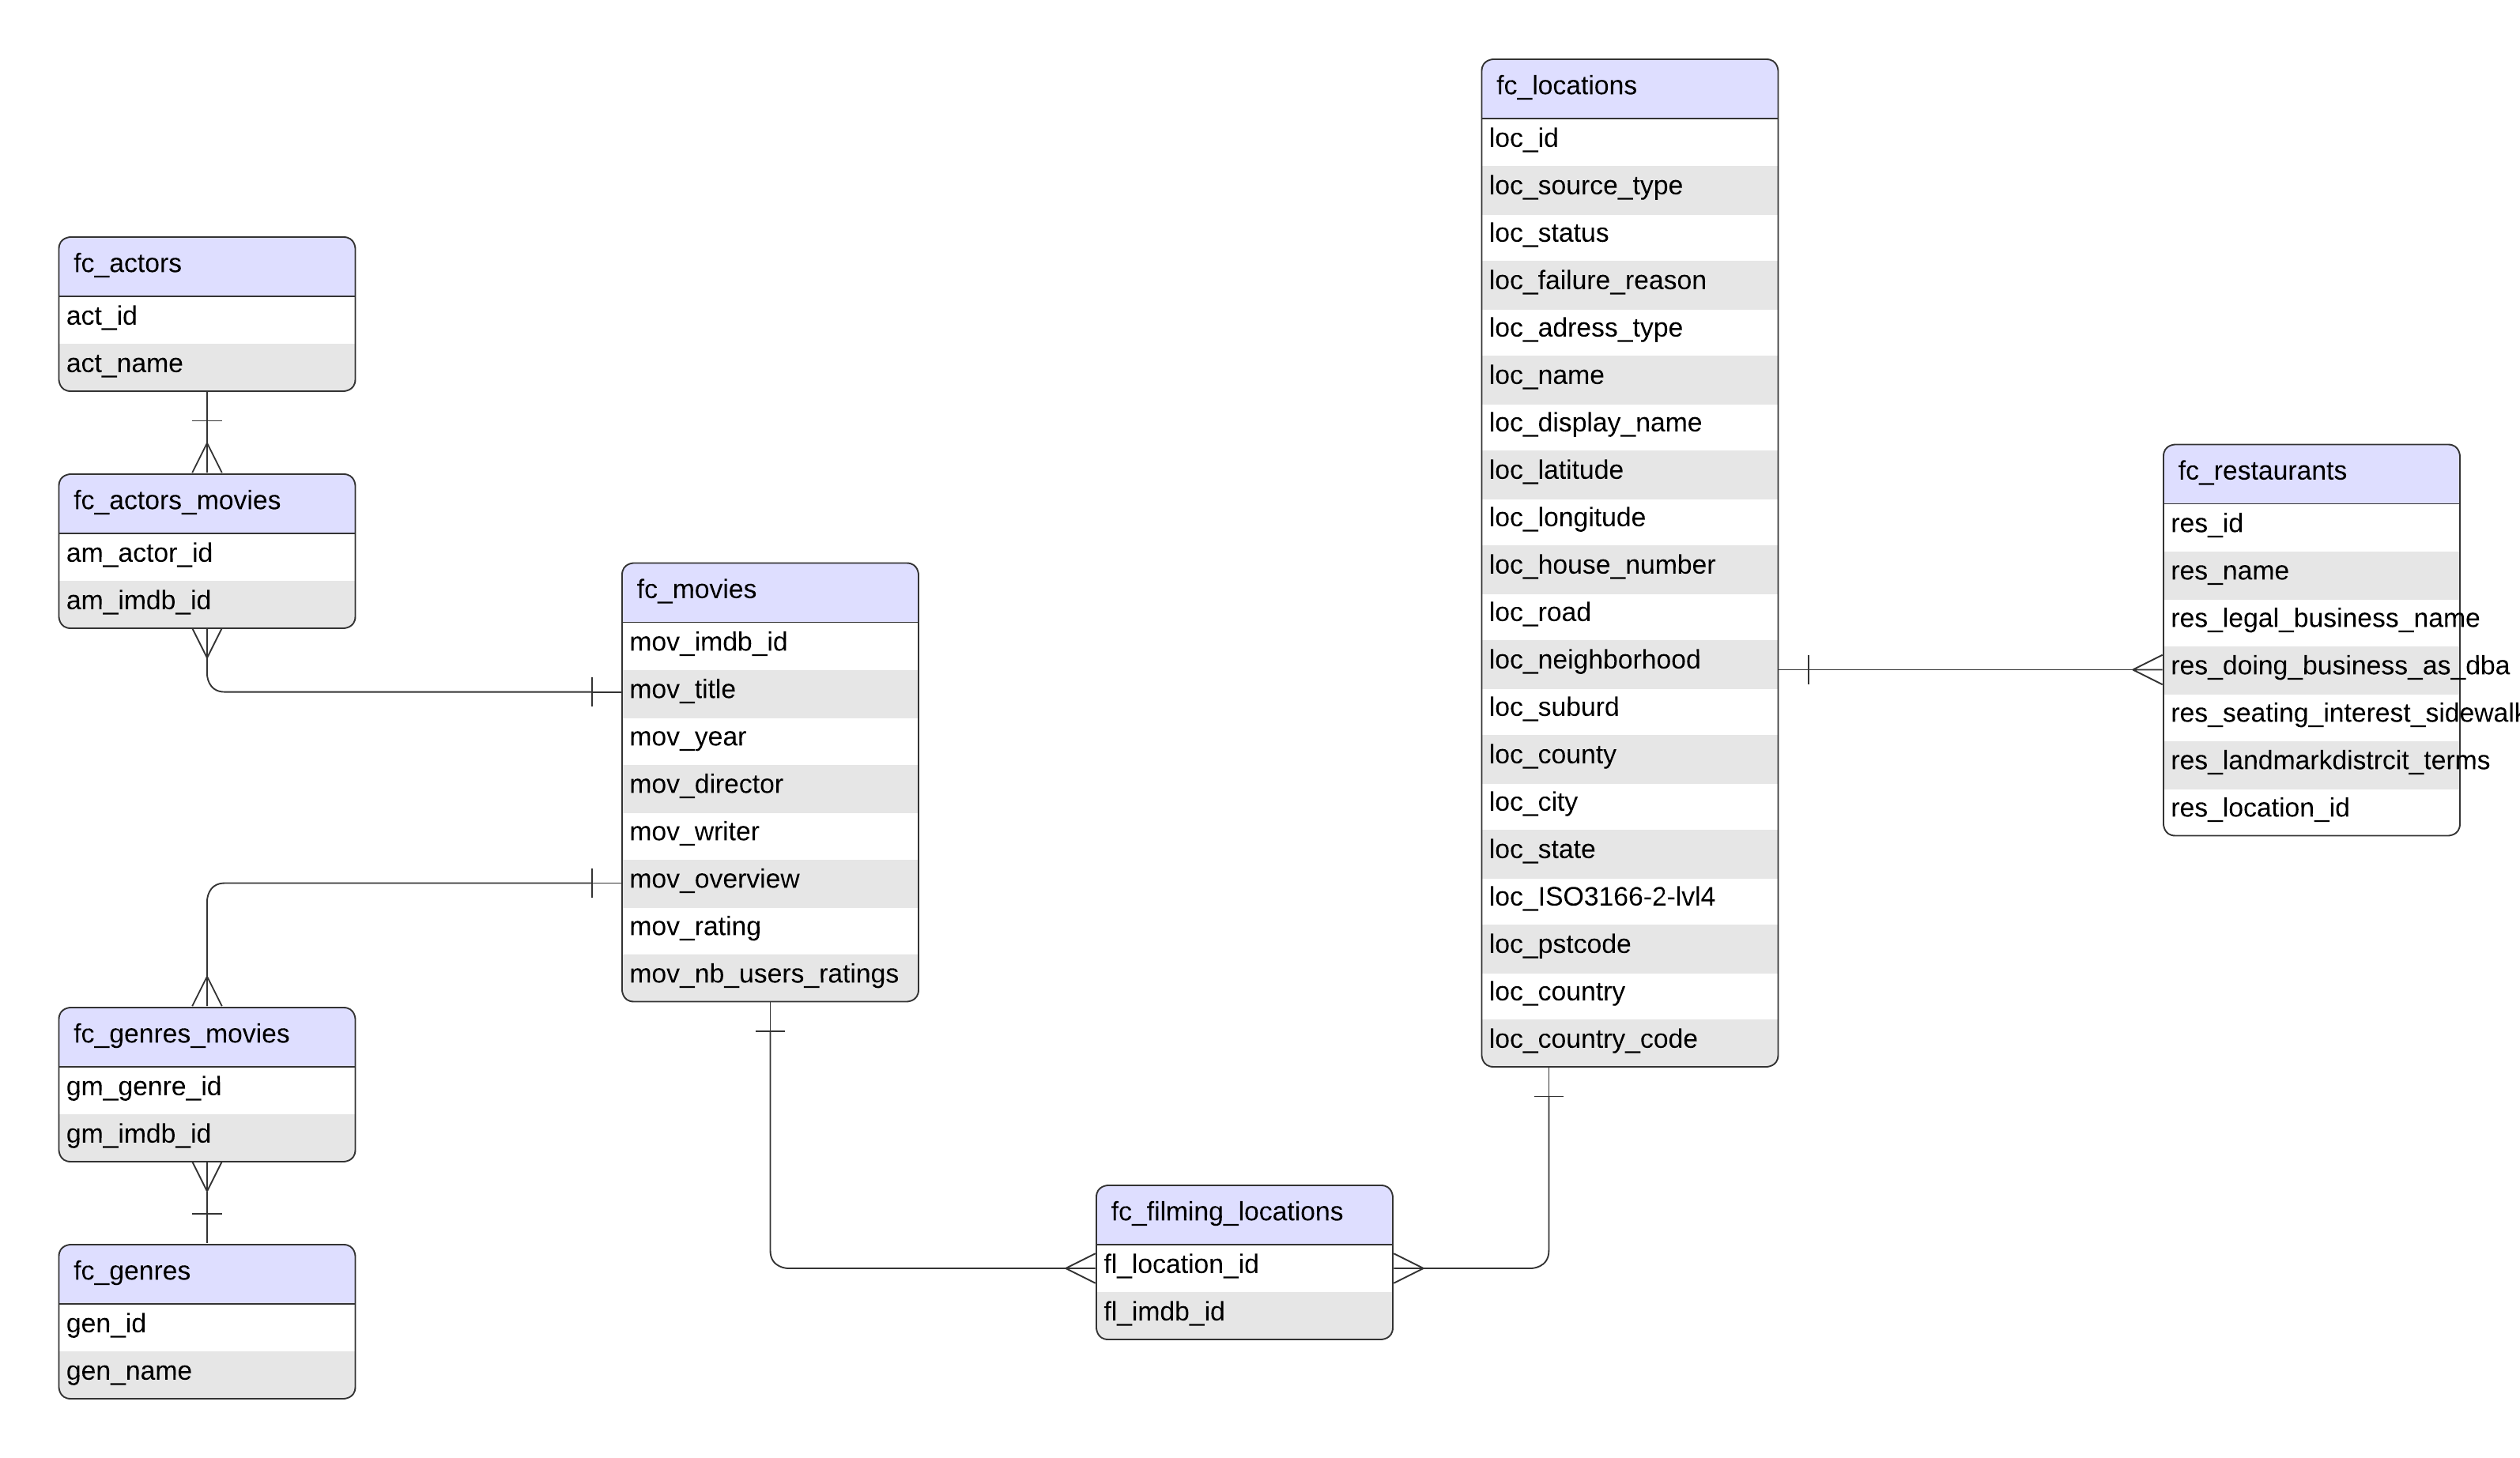 fc_actors
act_id
act_name
fc_actors_movies
am_actor_id
am_imdb_id
fc_genres_movies
gm_genre_id
gm_imdb_id
fc_genres
gen_id
gen_name
fc_movies
mov_imdb_id
mov_title
mov_year
mov_director
mov_writer
mov_overview
mov_rating
mov_nb_users_ratings
fc_filming_locations
fl_location_id
fl_imdb_id
fc_locations
loc_id
loc_source_type
loc_status
loc_failure_reason
loc_adress_type
loc_name
loc_display_name
loc_latitude
loc_longitude
loc_house_number
loc_road
loc_neighborhood
loc_suburd
loc_county
loc_city
loc_state
loc_ISO3166-2-lvl4
loc_pstcode
loc_country
loc_country_code
fc_restaurants
res_id
res_name
res_legal_business_name
res_doing_business_as_dba
res_seating_interest_sidewalk
res_landmarkdistrcit_terms
res_location_id